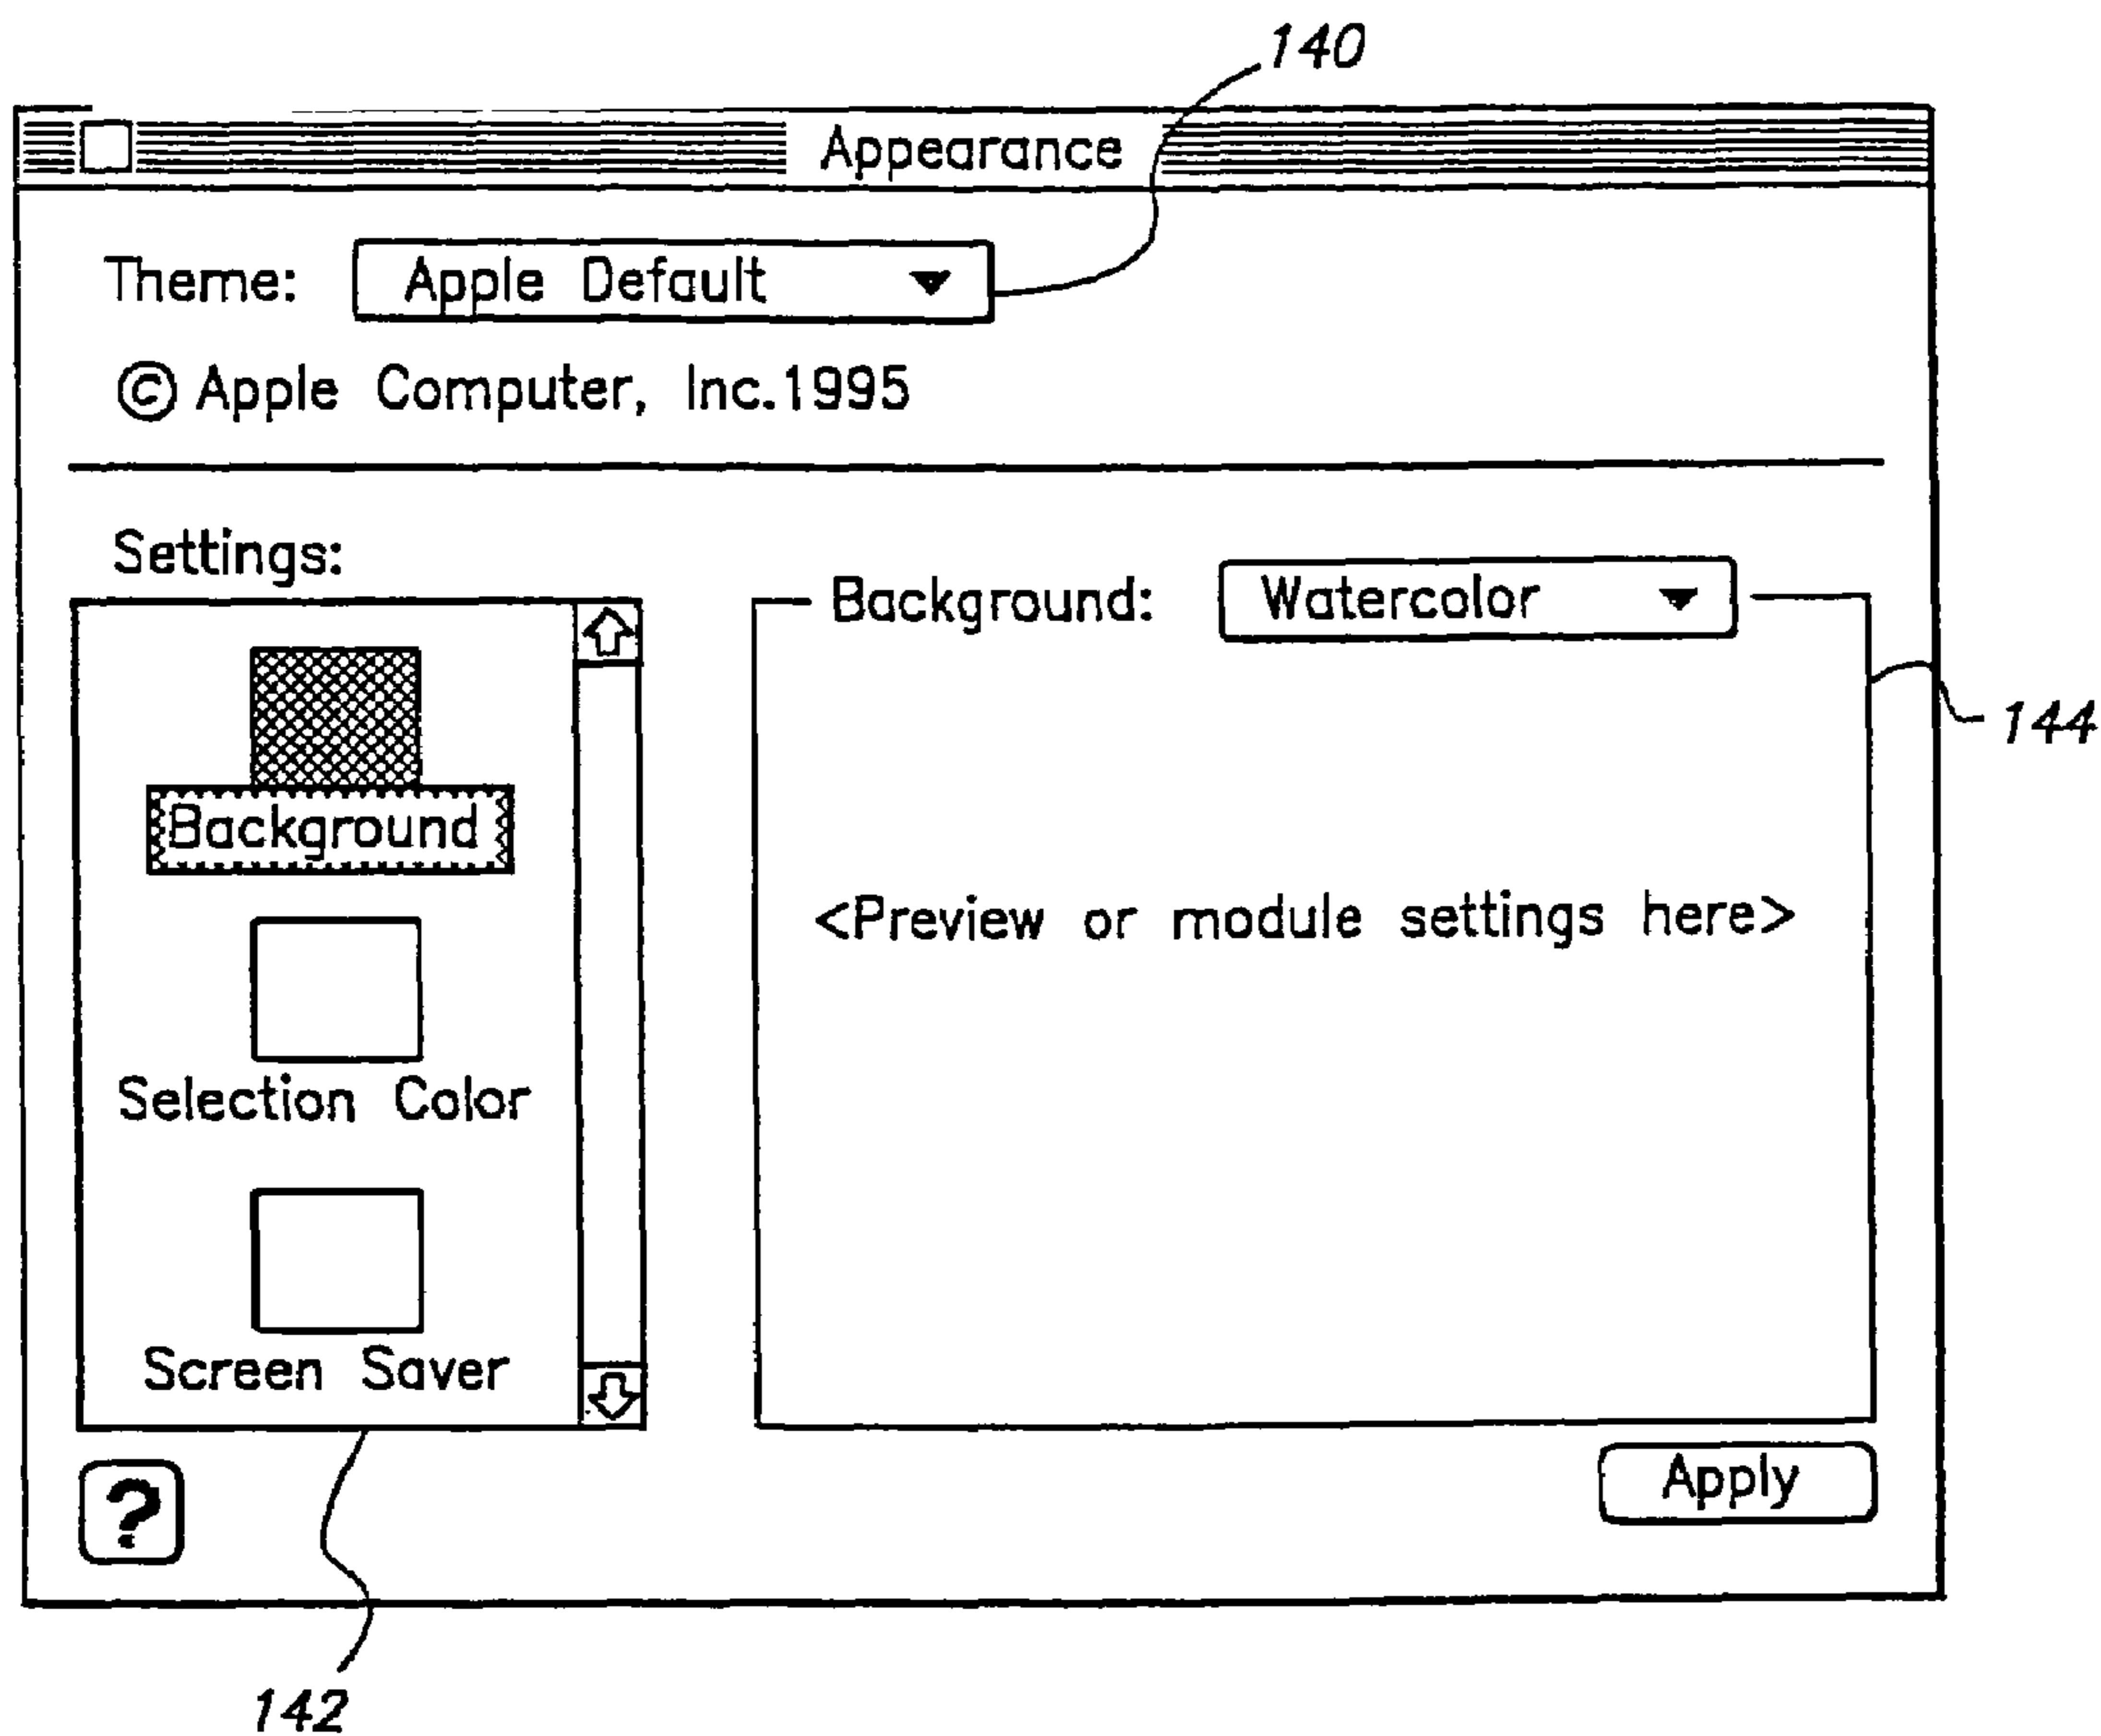 140
Appearance
Theme: Apple Default
© Apple Computer, Inc.1995
Settings:
Background: Watercolor
144
Background
<Preview or module settings here>
Selection Color
Screen Saver
?
Apply
142